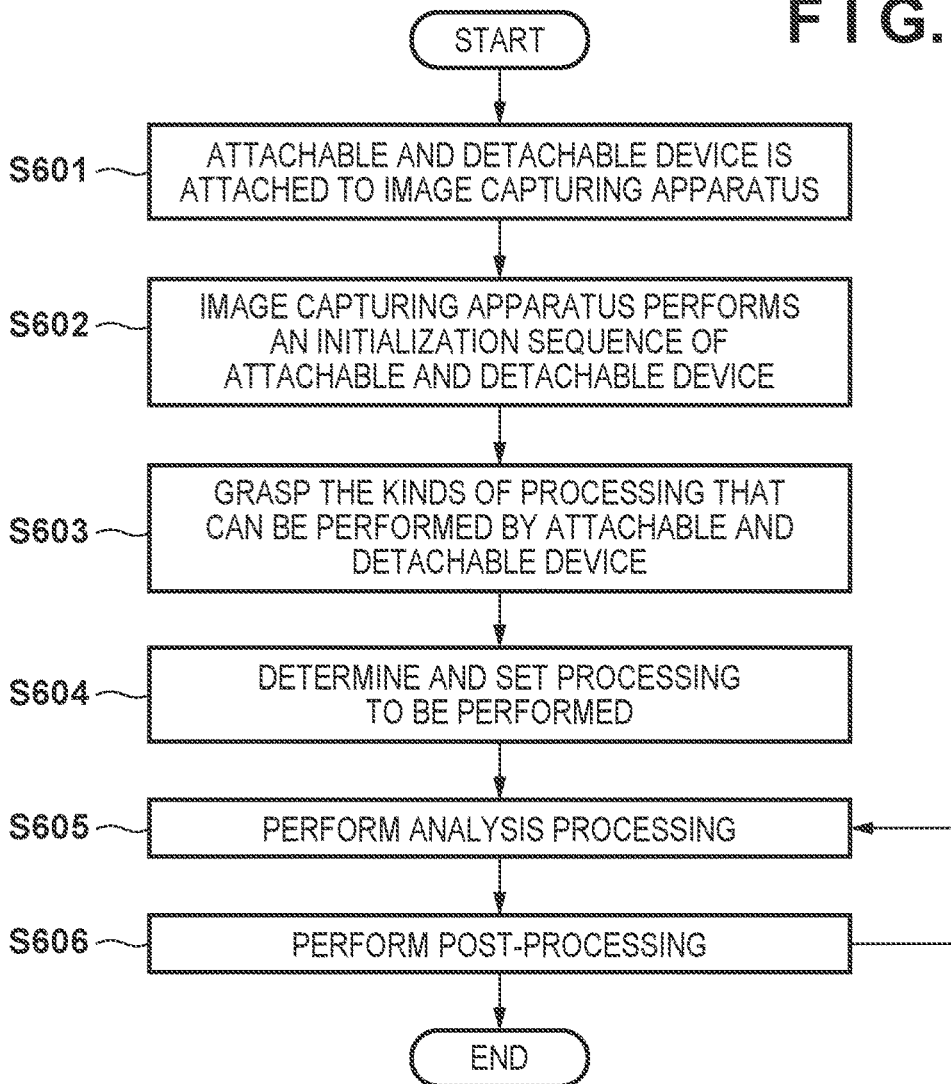 FIG.
START
S601
ATTACHABLE AND DETACHABLE DEVICE IS
ATTACHED TO IMAGE CAPTURING APPARATUS
S602
IMAGE CAPTURING APPARATUS PERFORMS
AN INITIALIZATION SEQUENCE OF
ATTACHABLE AND DETACHABLE DEVICE
S603
GRASP THE KINDS OF PROCESSING THAT
CAN BE PERFORMED BY ATTACHABLE AND
DETACHABLE DEVICE
S604
DETERMINE AND SET PROCESSING
TO BE PERFORMED
S605
PERFORM ANALYSIS PROCESSING
S606
PERFORM POST-PROCESSING
END